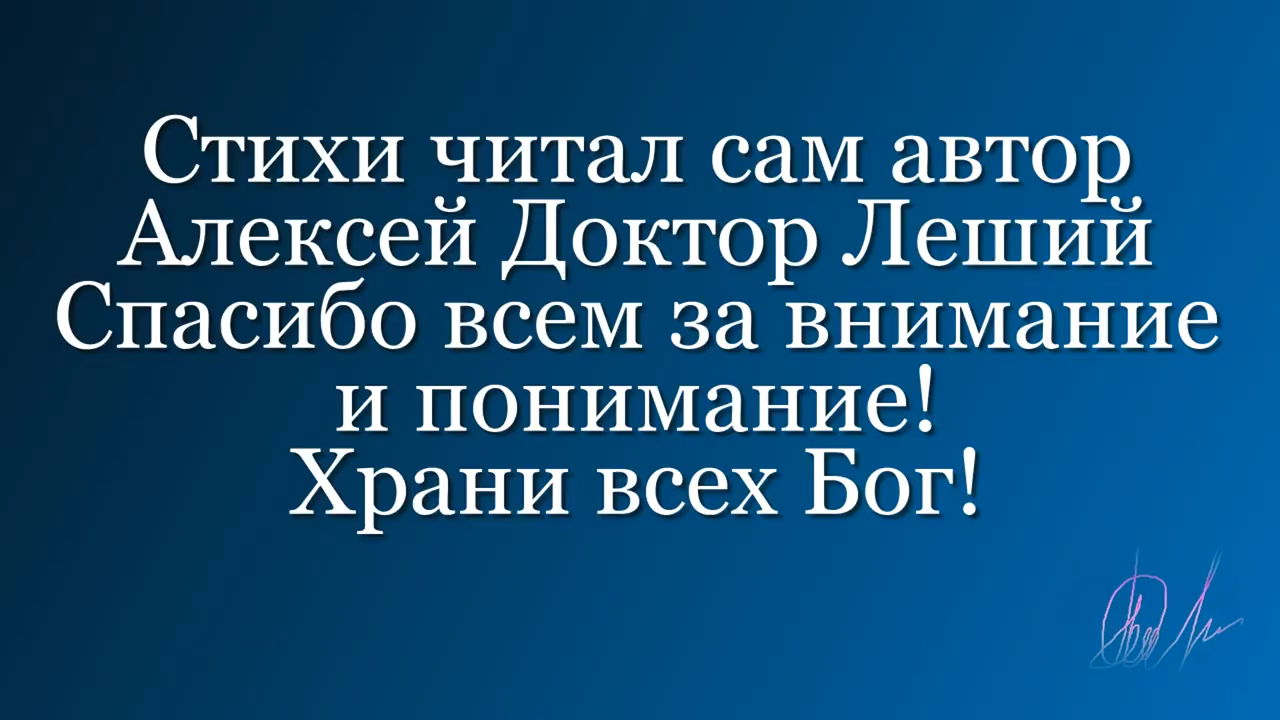 Стихи читал сам автор
Алексей Доктор Леший
Спасибо всем за внимание
и понимание!
Храни всех Бог!